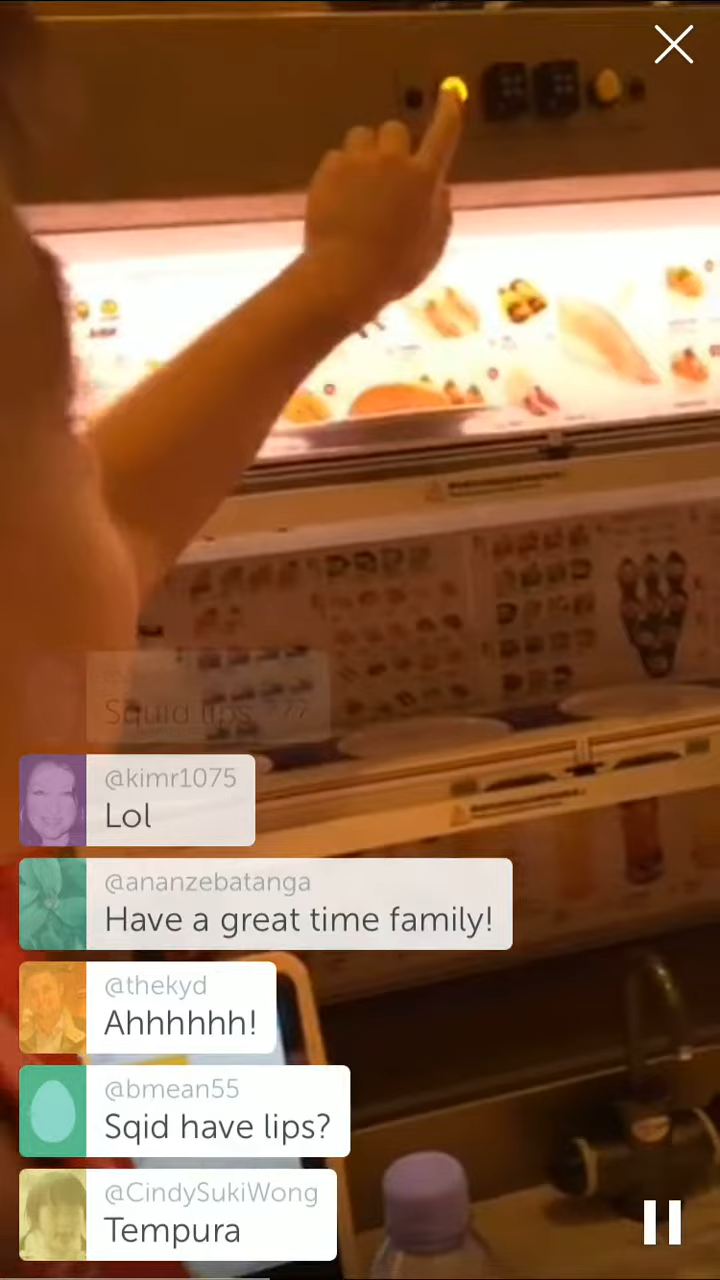 Squid lips ???
@kimr1075
Lol
@ananzebatanga
Have a great time family!
@thekyd
Ahhhhhh!
@bmean55
Sqid have lips?
@CindySukiWong
Tempura